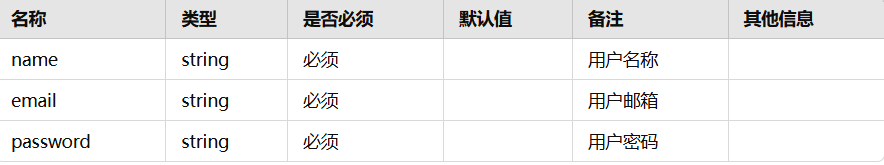 名称 类型 是否必须 默认值 备注 其他信息
name string 必须 用户名称
email string 必须 用户邮箱
password string 必须 用户密码